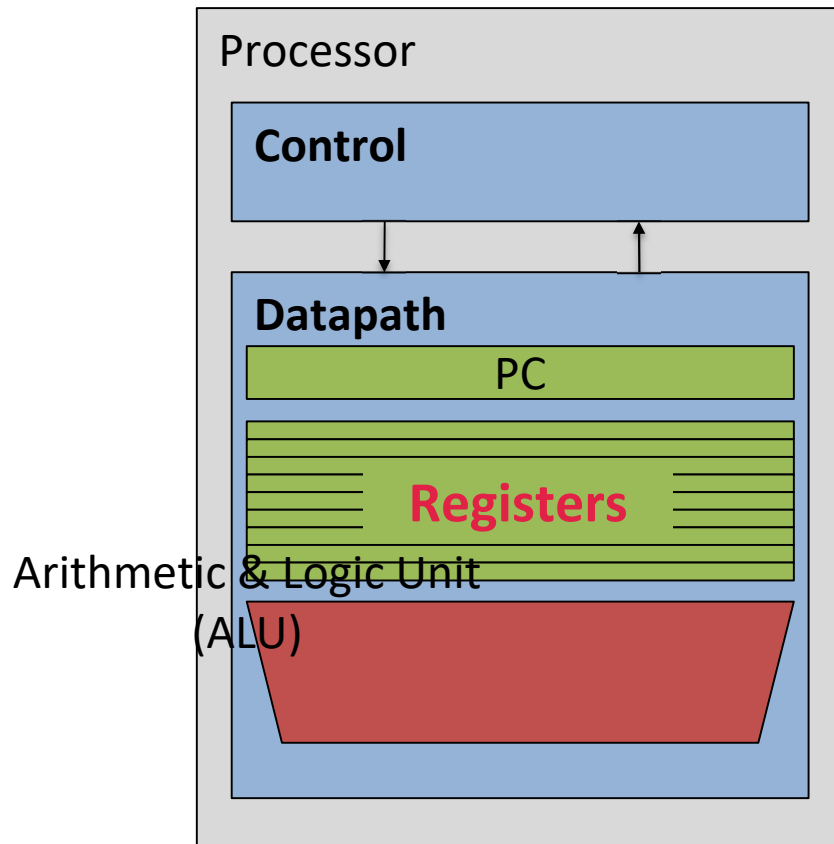 Processor
Control
Datapath
PC
Registers
Arithmetic & Logic Unit
(ALU)